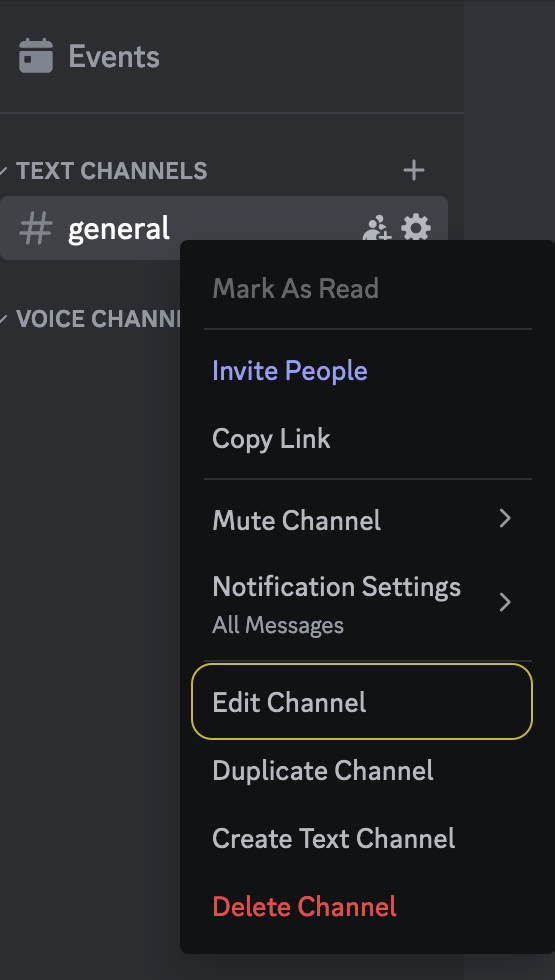 Events
TEXT CHANNELS
# general
VOICE CHANN
Mark As Read
Invite People
Copy Link
Mute Channel
Notification Settings
All Messages
Edit Channel
Duplicate Channel
Create Text Channel
Delete Channel